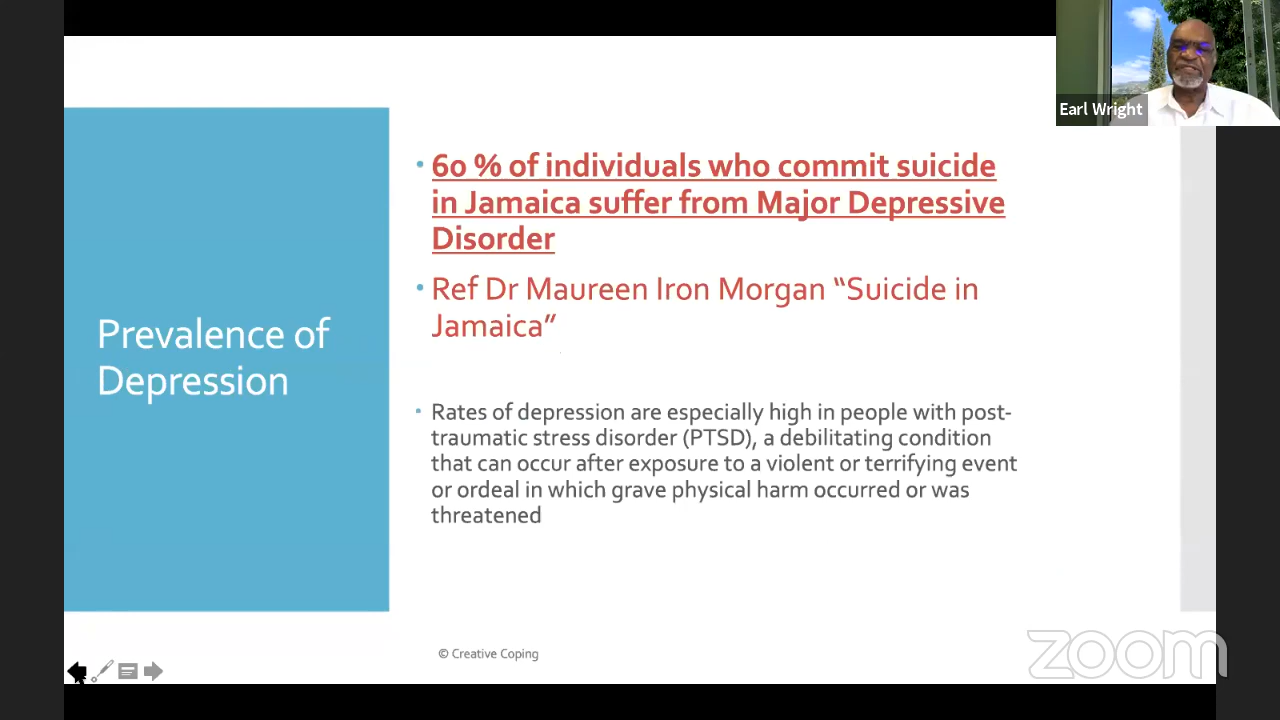 Earl Wright
Prevalence of
Depression
• 60 % of individuals who commit suicide
in Jamaica suffer from Major Depressive
Disorder
• Ref Dr Maureen Iron Morgan “Suicide in
Jamaica”
• Rates of depression are especially high in people with post-
traumatic stress disorder (PTSD), a debilitating condition
that can occur after exposure to a violent or terrifying event
or ordeal in which grave physical harm occurred or was
threatened
© Creative Coping
zoom